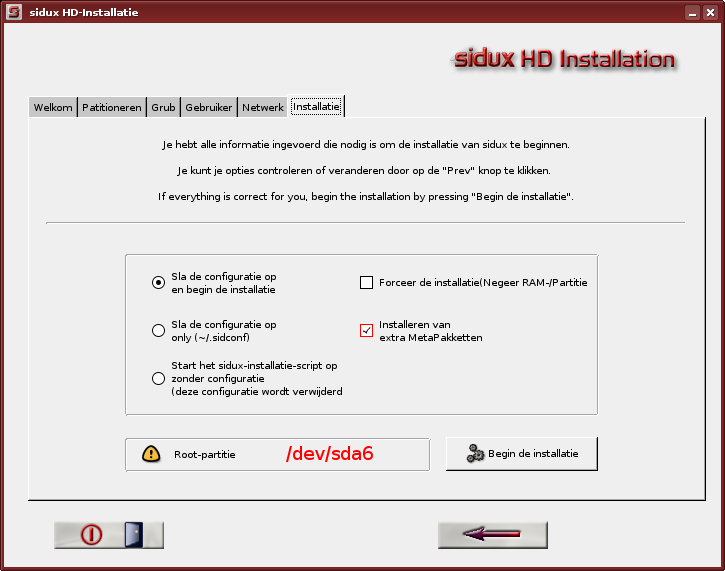 sidux HD-Installatie
sidux HD Installation
Welkom Patitioneren Grub Gebruiker Netwerk Installatie
Je hebt alle informatie ingevoerd die nodig is om de installatie van sidux te beginnen.
Je kunt je opties controleren of veranderen door op de "Prev" knop te klikken.
If everything is correct for you, begin the installation by pressing "Begin de installatie".
Sla de configuratie op
en begin de installatie
Forceer de installatie(Negeer RAM-/Partitie
Sla de configuratie op
only (~/.sidconf)
Installeren van
extra MetaPakketten
Start het sidux-installatie-script op
zonder configuratie
(deze configuratie wordt verwijderd
Root-partitie /dev/sda6
Begin de installatie